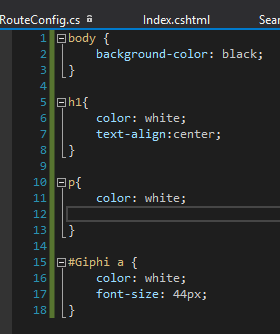 RouteConfig.cs Index.cshtml Sear
1 body {
2 background-color: black;
3 }
4
5 h1{
6 color: white;
7 text-align:center;
8 }
9
10 p{
11 color: white;
12
13 }
14
15 #Giphi a {
16 color: white;
17 font-size: 44px;
18 }